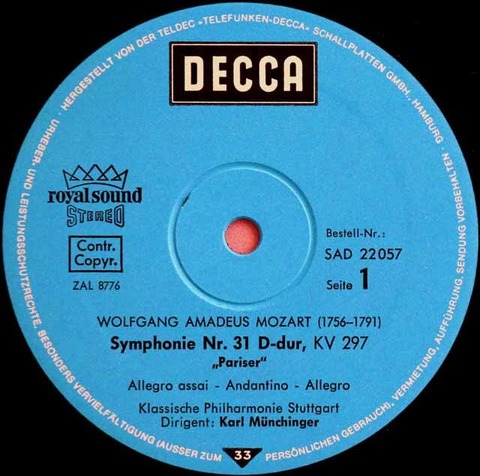 HERGESTELLT VON DER TELDEC »TELEFUNKEN-DECCA« SCHALLPLATTEN GMBH., HAMBURG
URHEBER- UND LEISTUNGSSCHUTZRECHTE, BESONDERS VERVIELFÄLTIGUNG (AUSSER ZUM PERSÖNLICHEN GEBRAUCH), VERMIETUNG, AUFFÜHRUNG, SENDUNG VORBEHALTEN
DECCA
royal sound
STEREO
Contr.
Copyr.
ZAL 8776
Bestell-Nr.:
SAD 22057
Seite 1
WOLFGANG AMADEUS MOZART (1756–1791)
Symphonie Nr. 31 D-dur, KV 297
„Pariser“
Allegro assai - Andantino - Allegro
Klassische Philharmonie Stuttgart
Dirigent: Karl Münchinger
33